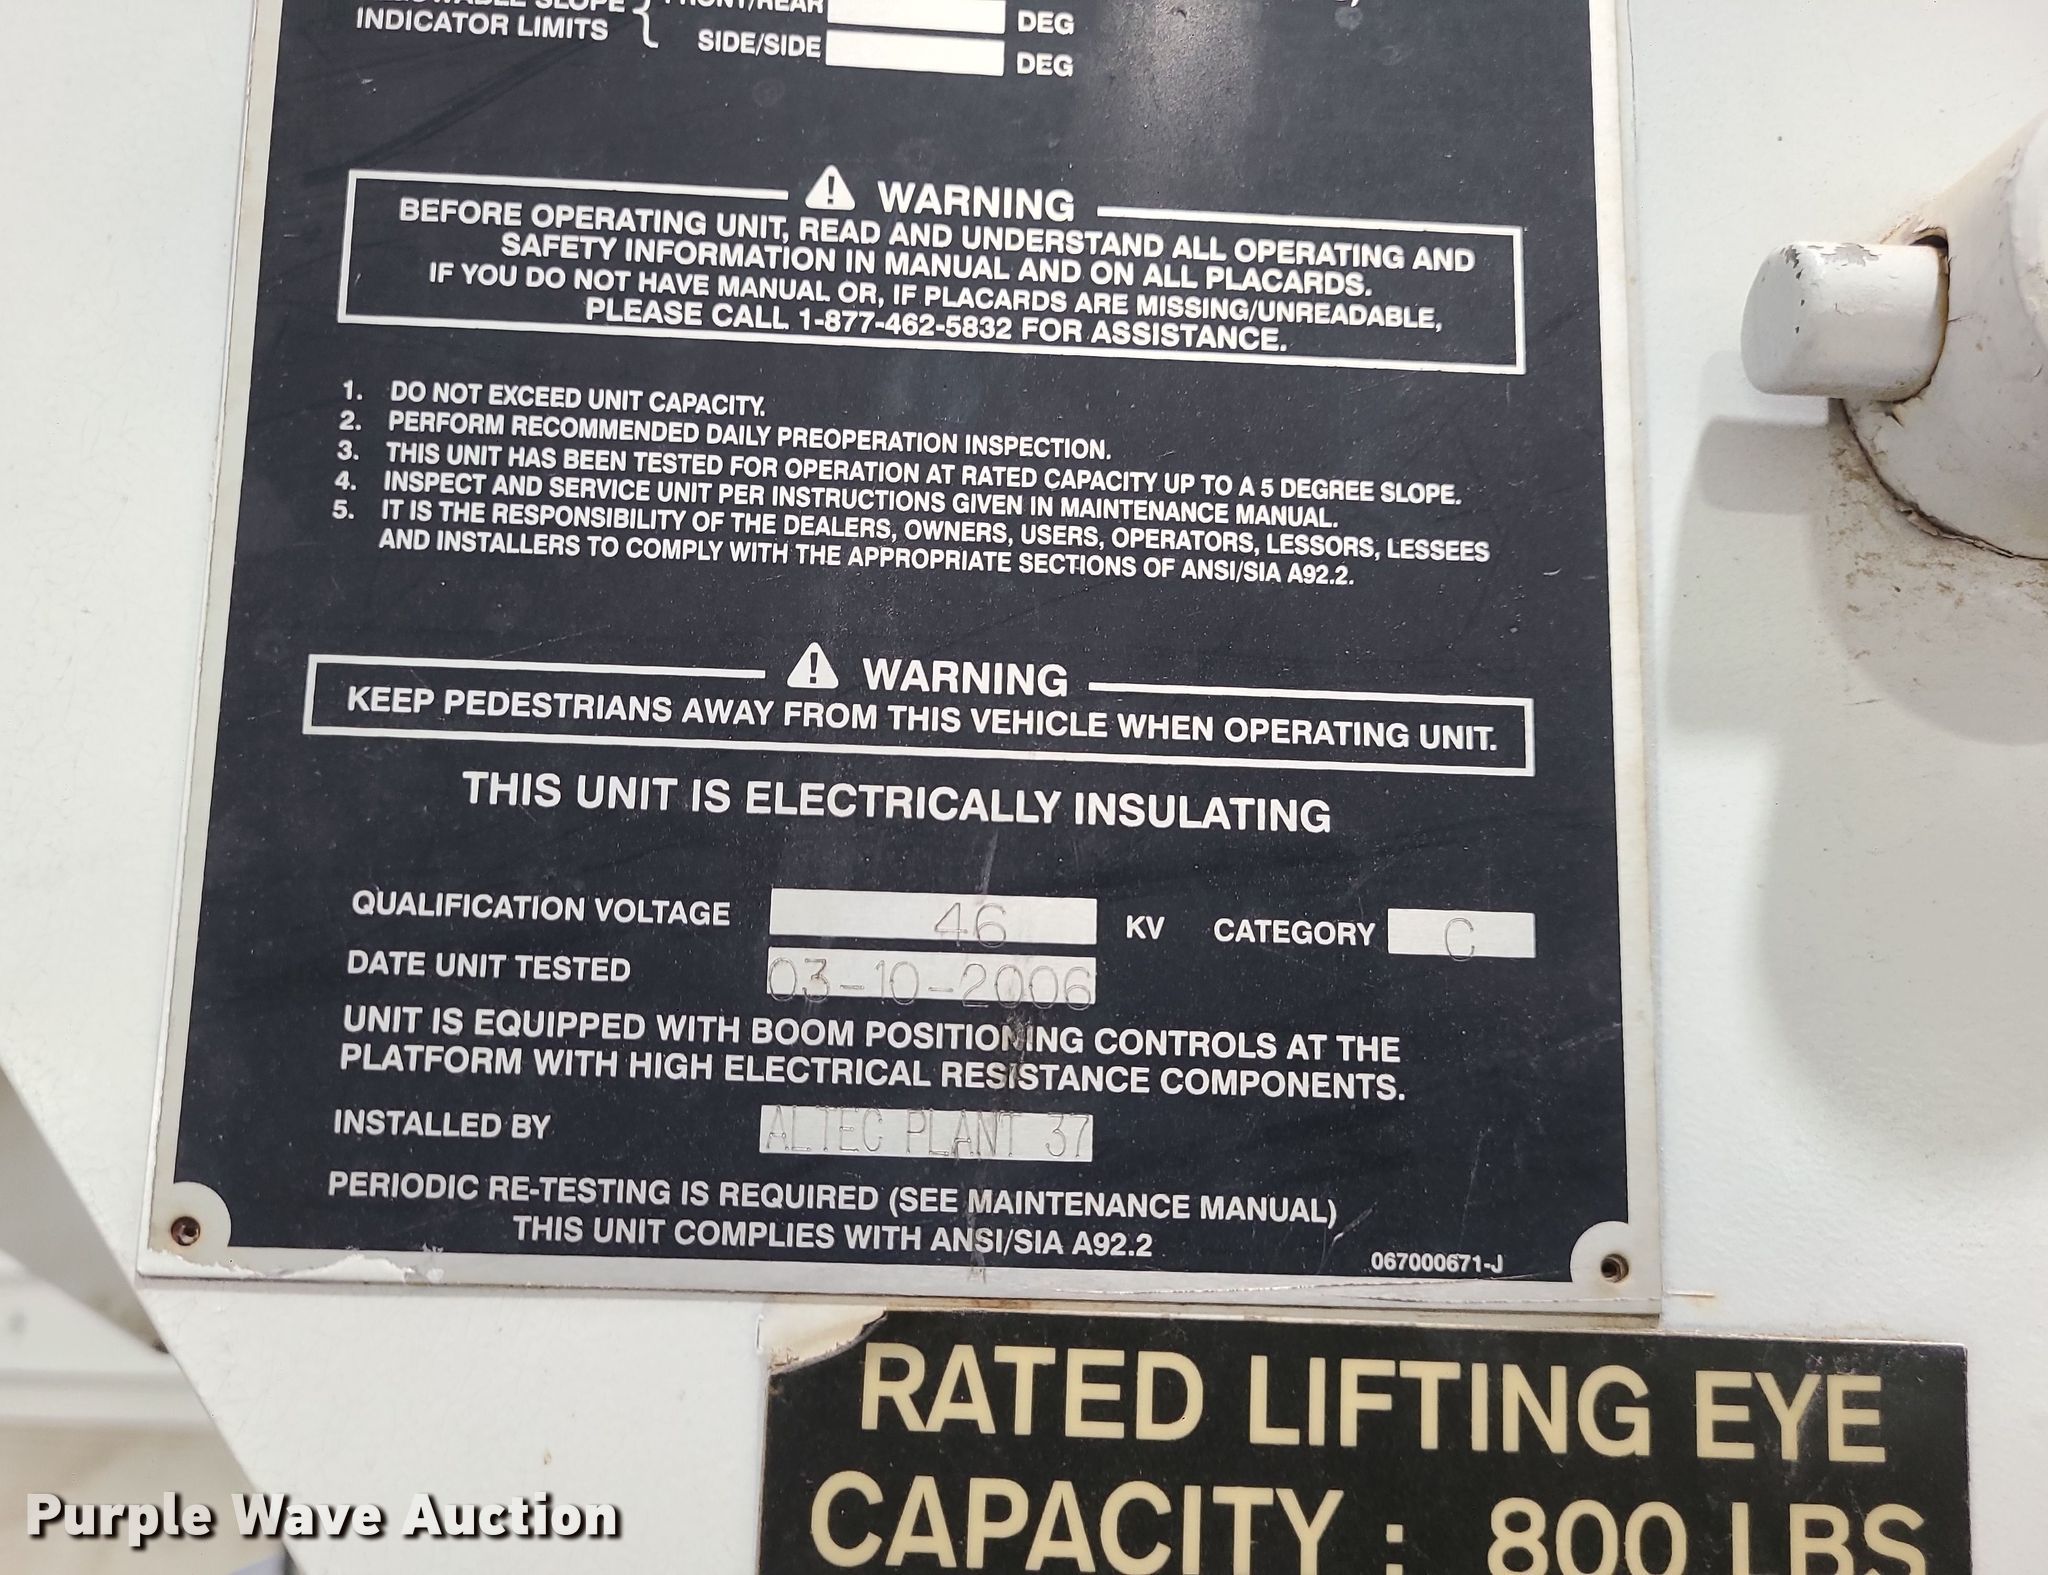 INDICATOR LIMITS
FRONT/REAR DEG
SIDE/SIDE DEG
WARNING
BEFORE OPERATING UNIT, READ AND UNDERSTAND ALL OPERATING AND
SAFETY INFORMATION IN MANUAL AND ON ALL PLACARDS.
IF YOU DO NOT HAVE MANUAL OR, IF PLACARDS ARE MISSING/UNREADABLE,
PLEASE CALL 1-877-462-5832 FOR ASSISTANCE.
1. DO NOT EXCEED UNIT CAPACITY.
2. PERFORM RECOMMENDED DAILY PREOPERATION INSPECTION.
3. THIS UNIT HAS BEEN TESTED FOR OPERATION AT RATED CAPACITY UP TO A 5 DEGREE SLOPE.
4. INSPECT AND SERVICE UNIT PER INSTRUCTIONS GIVEN IN MAINTENANCE MANUAL.
5. IT IS THE RESPONSIBILITY OF THE DEALERS, OWNERS, USERS, OPERATORS, LESSORS, LESSEES
AND INSTALLERS TO COMPLY WITH THE APPROPRIATE SECTIONS OF ANSI/SIA A92.2.
WARNING
KEEP PEDESTRIANS AWAY FROM THIS VEHICLE WHEN OPERATING UNIT.
THIS UNIT IS ELECTRICALLY INSULATING
QUALIFICATION VOLTAGE 46 KV CATEGORY C
DATE UNIT TESTED 03-10-2006
UNIT IS EQUIPPED WITH BOOM POSITIONING CONTROLS AT THE
PLATFORM WITH HIGH ELECTRICAL RESISTANCE COMPONENTS.
INSTALLED BY ALTEC PLANT 37
PERIODIC RE-TESTING IS REQUIRED (SEE MAINTENANCE MANUAL)
THIS UNIT COMPLIES WITH ANSI/SIA A92.2
067000671-J
RATED LIFTING EYE
CAPACITY : 800 LBS
Purple Wave Auction